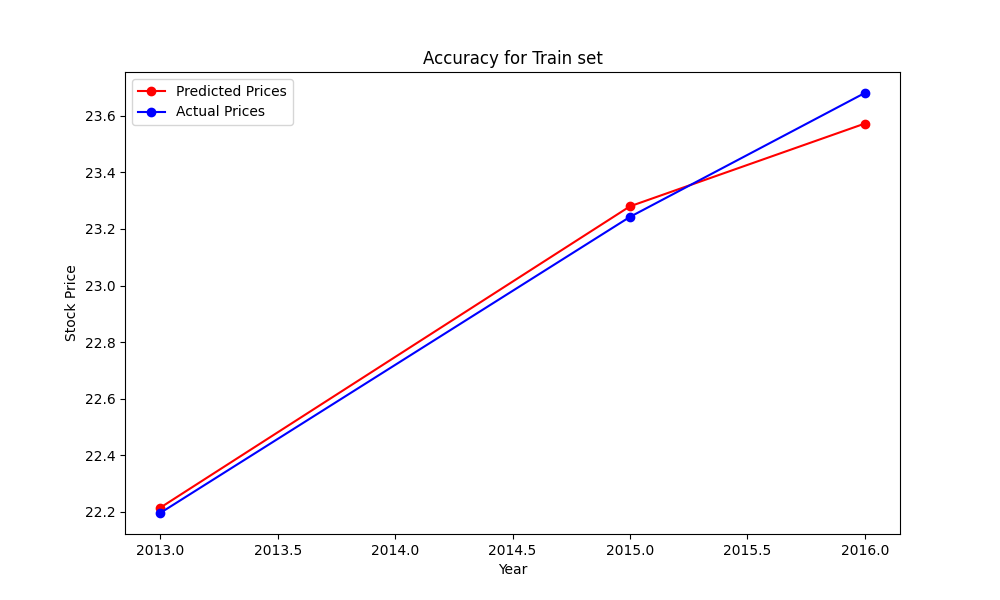 Accuracy for Train set
Predicted Prices
Actual Prices
23.6
23.4
23.2
23.0
22.8
22.6
22.4
22.2
Stock Price
2013.0 2013.5 2014.0 2014.5 2015.0 2015.5 2016.0
Year